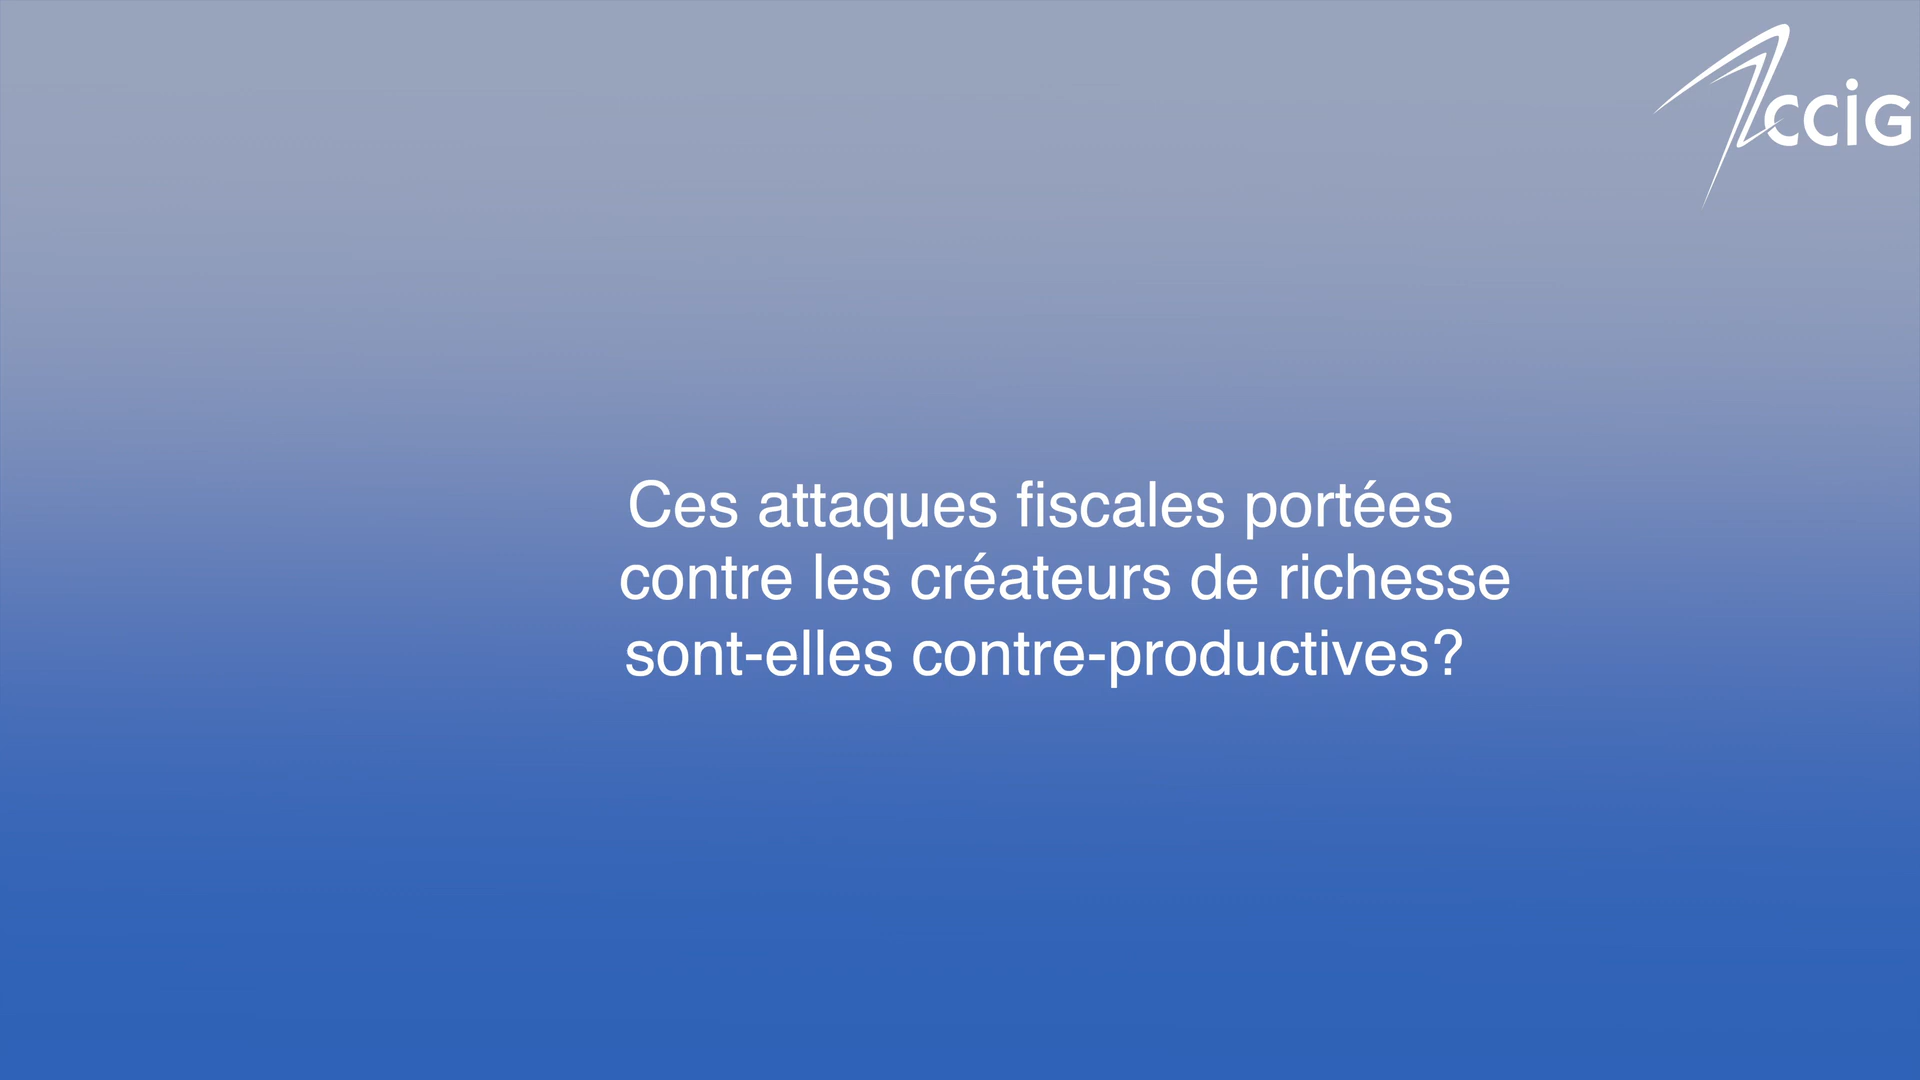 ccig
Ces attaques fiscales portées
contre les créateurs de richesse
sont-elles contre-productives?